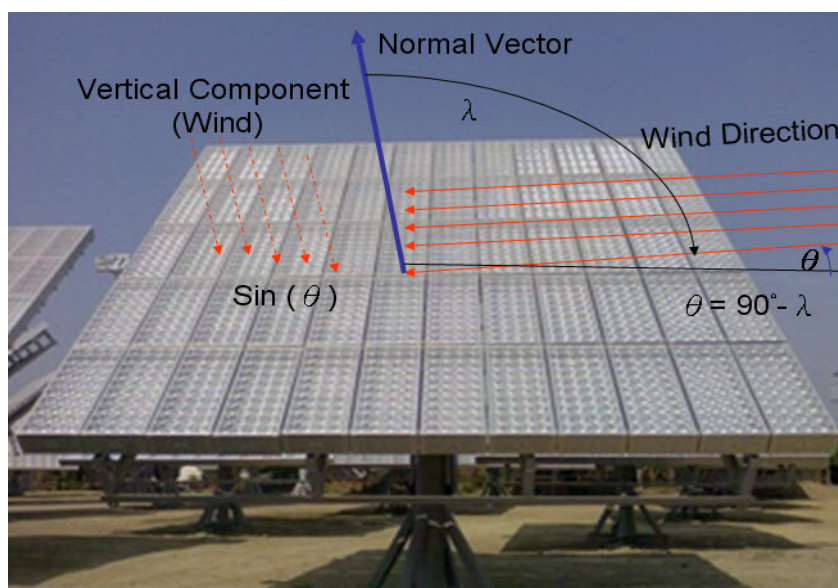 Normal Vector
Vertical Component
(Wind)
λ
Wind Direction
Sin ( θ )
θ
θ = 90°- λ